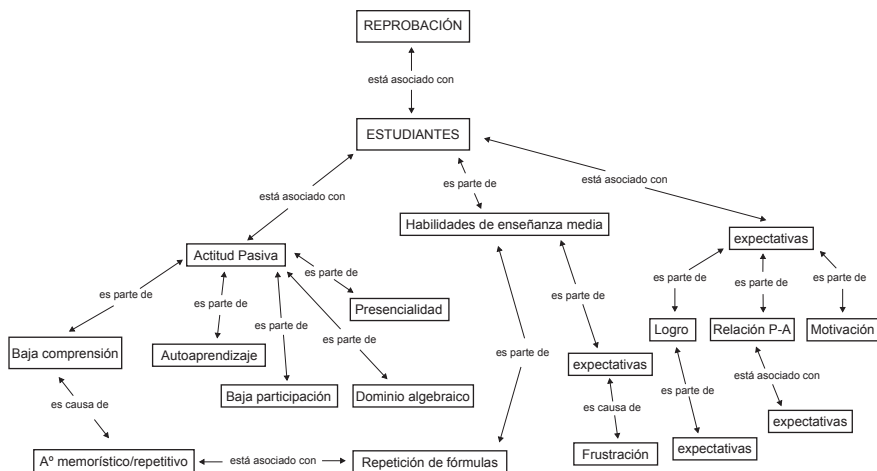 REPROBACIÓN
está asociado con
ESTUDIANTES
está asociado con
es parte de
está asociado con
Habilidades de enseñanza media
expectativas
Actitud Pasiva
es parte de
es parte de
es parte de
es parte de
es parte de
es parte de
Presencialidad
es parte de
es parte de
es parte de
Logro
Relación P-A
Motivación
Baja comprensión
Autoaprendizaje
es parte de
expectativas
está asociado con
Baja participación
Dominio algebraico
es parte de
es causa de
es causa de
expectativas
Aº memorístico/repetitivo
está asociado con
Repetición de fórmulas
Frustración
expectativas